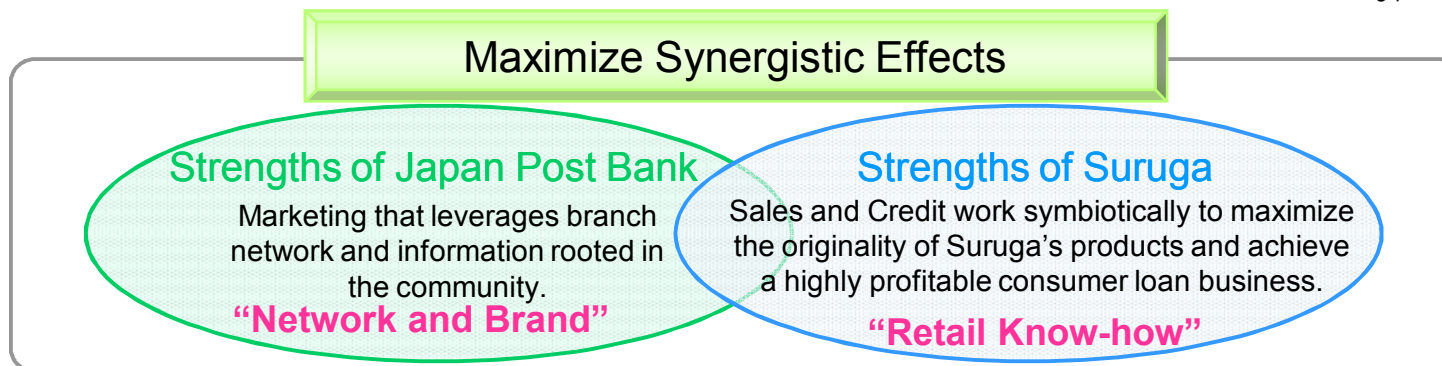 Maximize Synergistic Effects
Strengths of Japan Post Bank
Marketing that leverages branch
network and information rooted in
the community.
“Network and Brand”
Strengths of Suruga
Sales and Credit work symbiotically to maximize
the originality of Suruga’s products and achieve
a highly profitable consumer loan business.
“Retail Know-how”